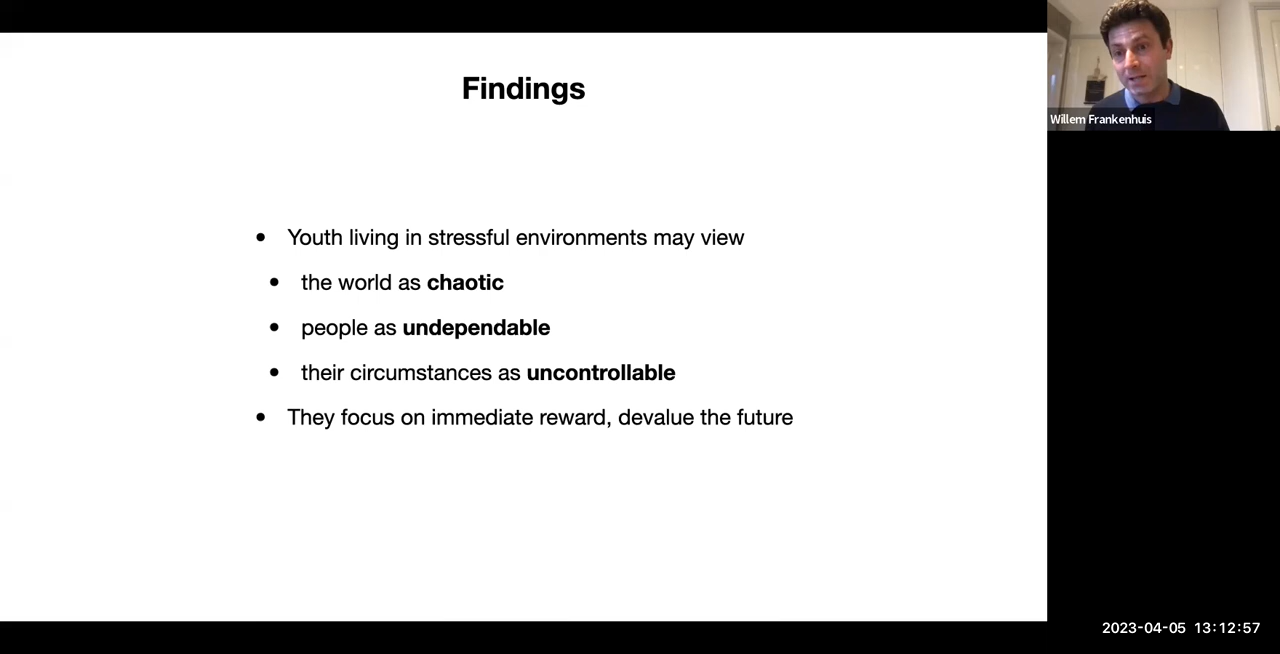 Findings
• Youth living in stressful environments may view
• the world as chaotic
• people as undependable
• their circumstances as uncontrollable
• They focus on immediate reward, devalue the future
Willem Frankenhuis
2023-04-05 13:12:57